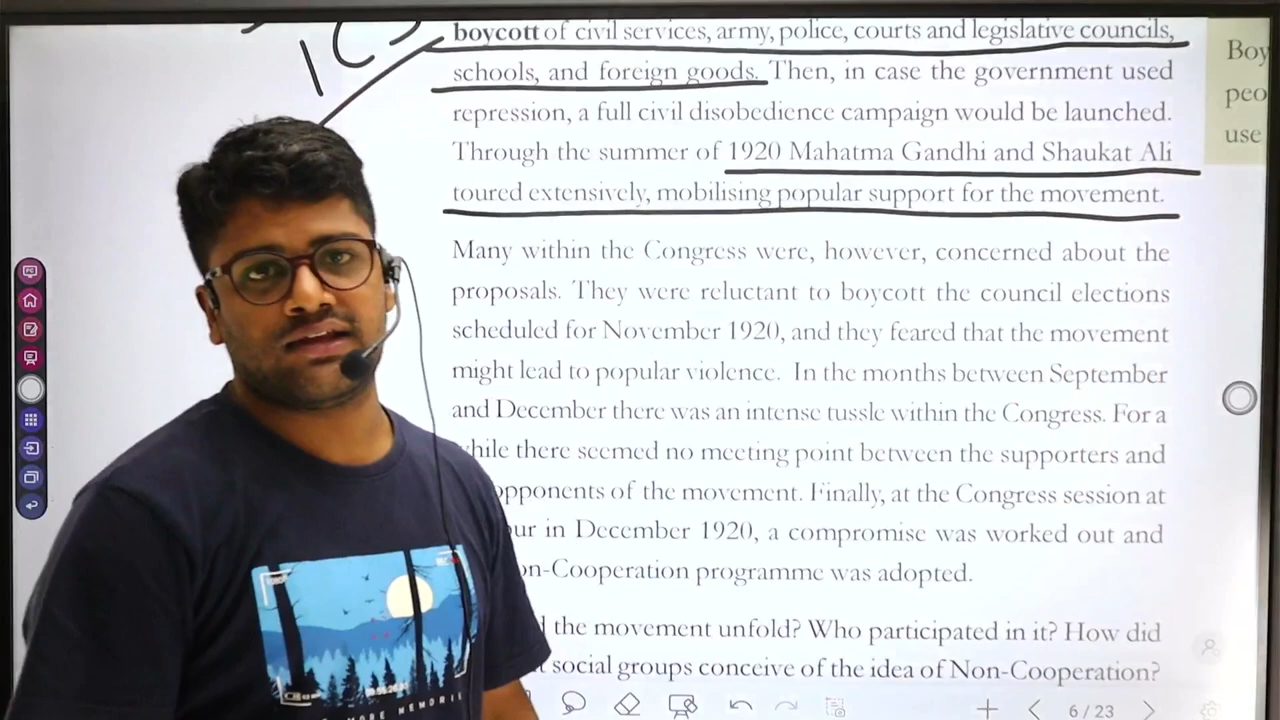 ICS
boycott of civil services, army, police, courts and legislative councils,
schools, and foreign goods. Then, in case the government used
repression, a full civil disobedience campaign would be launched.
Through the summer of 1920 Mahatma Gandhi and Shaukat Ali
toured extensively, mobilising popular support for the movement.
Many within the Congress were, however, concerned about the
proposals. They were reluctant to boycott the council elections
scheduled for November 1920, and they feared that the movement
might lead to popular violence. In the months between September
and December there was an intense tussle within the Congress. For a
while there seemed no meeting point between the supporters and
opponents of the movement. Finally, at the Congress session at
ur in December 1920, a compromise was worked out and
on-Cooperation programme was adopted.
the movement unfold? Who participated in it? How did
social groups conceive of the idea of Non-Cooperation?
Boy
peo
use
MORE MEMORIE
6 / 23